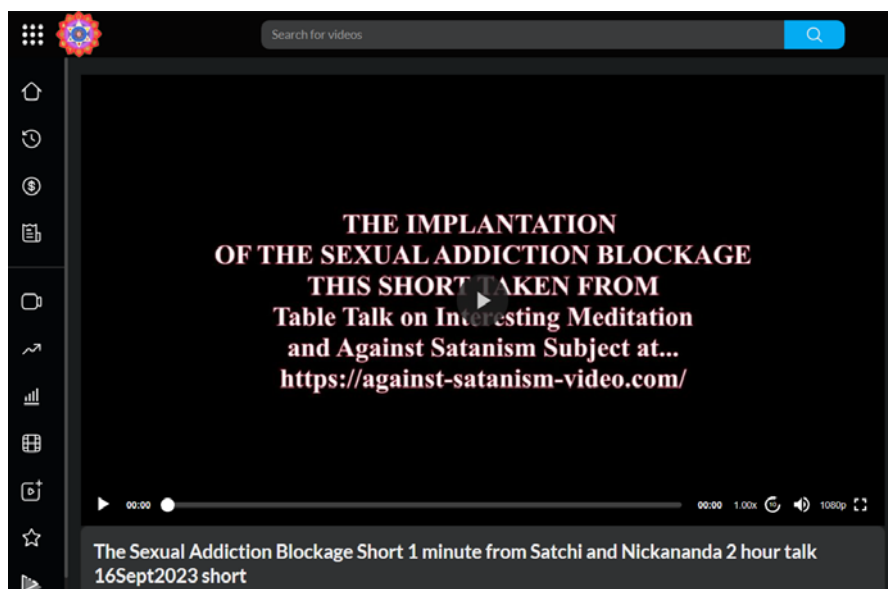 Search for videos
THE IMPLANTATION
OF THE SEXUAL ADDICTION BLOCKAGE
THIS SHORT TAKEN FROM
Table Talk on Interesting Meditation
and Against Satanism Subject at...
https://against-satanism-video.com/
00:00
00:00 1.00x 10 1080p
The Sexual Addiction Blockage Short 1 minute from Satchi and Nickananda 2 hour talk
16Sept2023 short